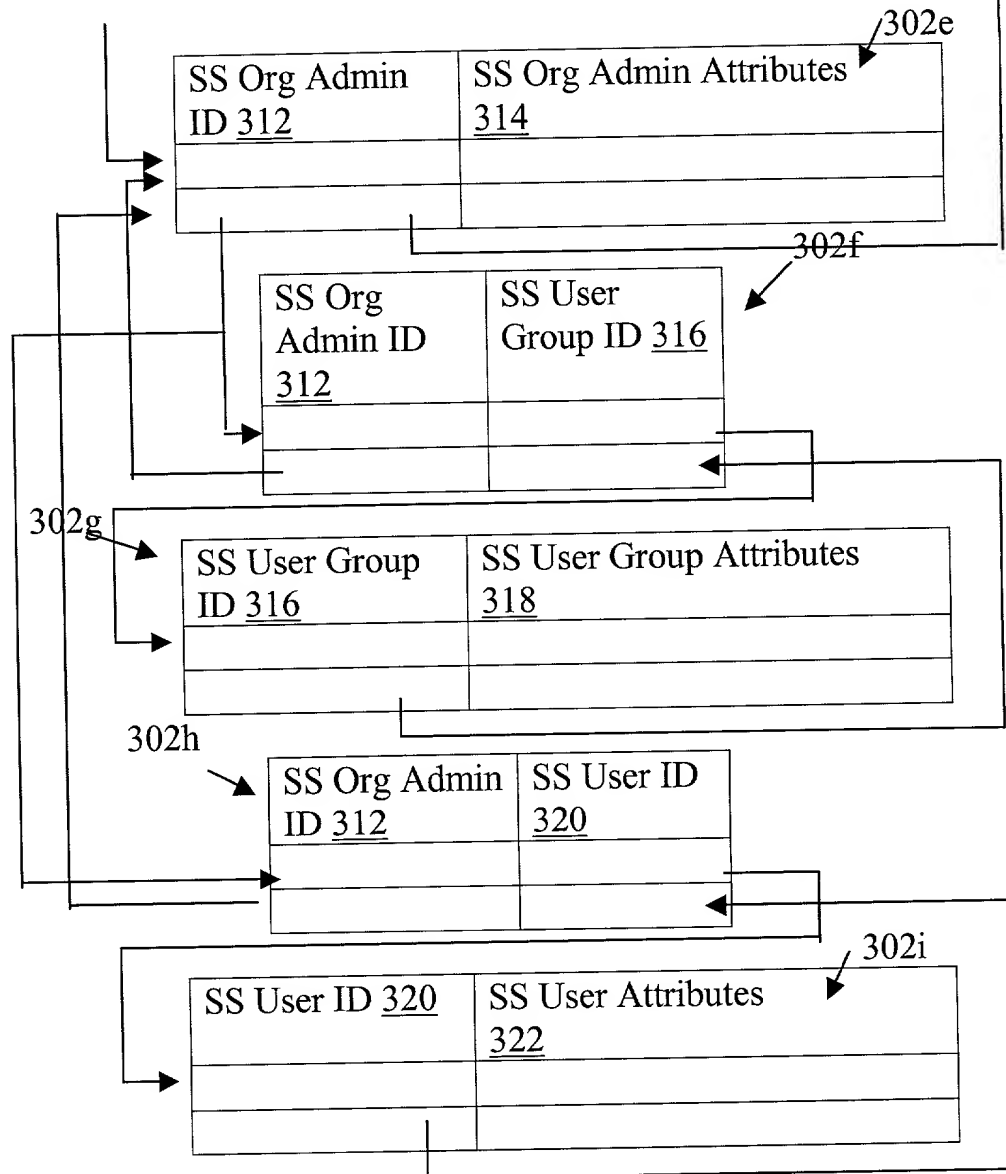 302e
SS Org Admin
ID 312
SS Org Admin Attributes
314
302f
SS Org
Admin ID
312
SS User
Group ID 316
302g
SS User Group
ID 316
SS User Group Attributes
318
302h
SS Org Admin
ID 312
SS User ID
320
302i
SS User ID 320
SS User Attributes
322